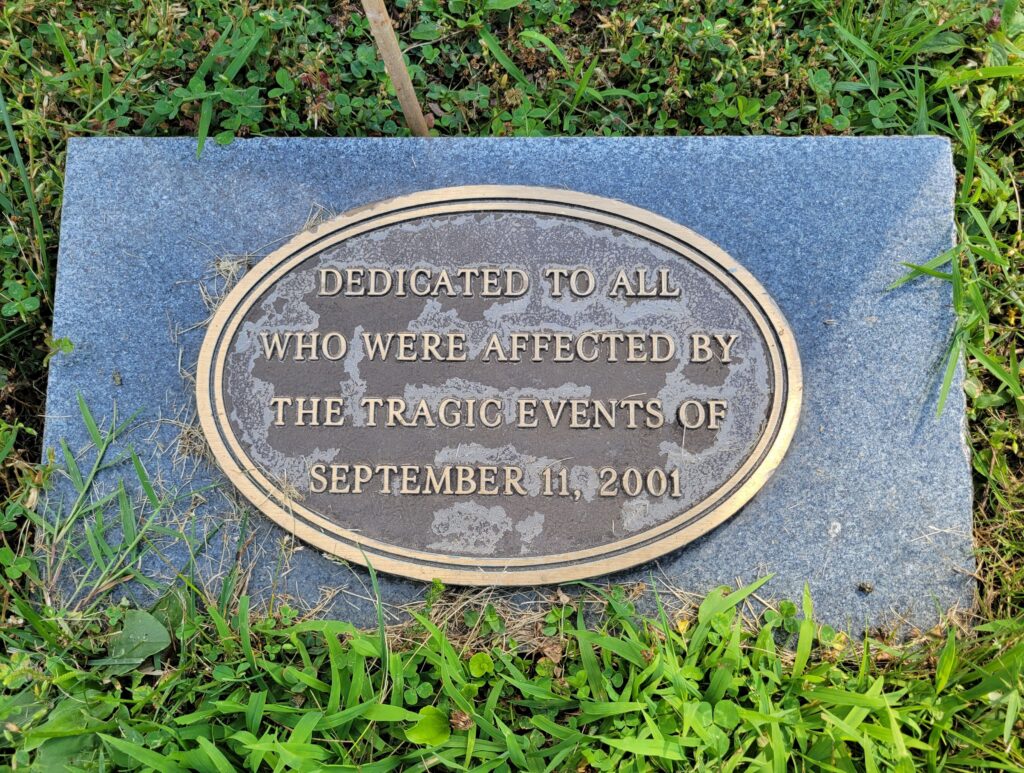 DEDICATED TO ALL
WHO WERE AFFECTED BY
THE TRAGIC EVENTS OF
SEPTEMBER 11, 2001